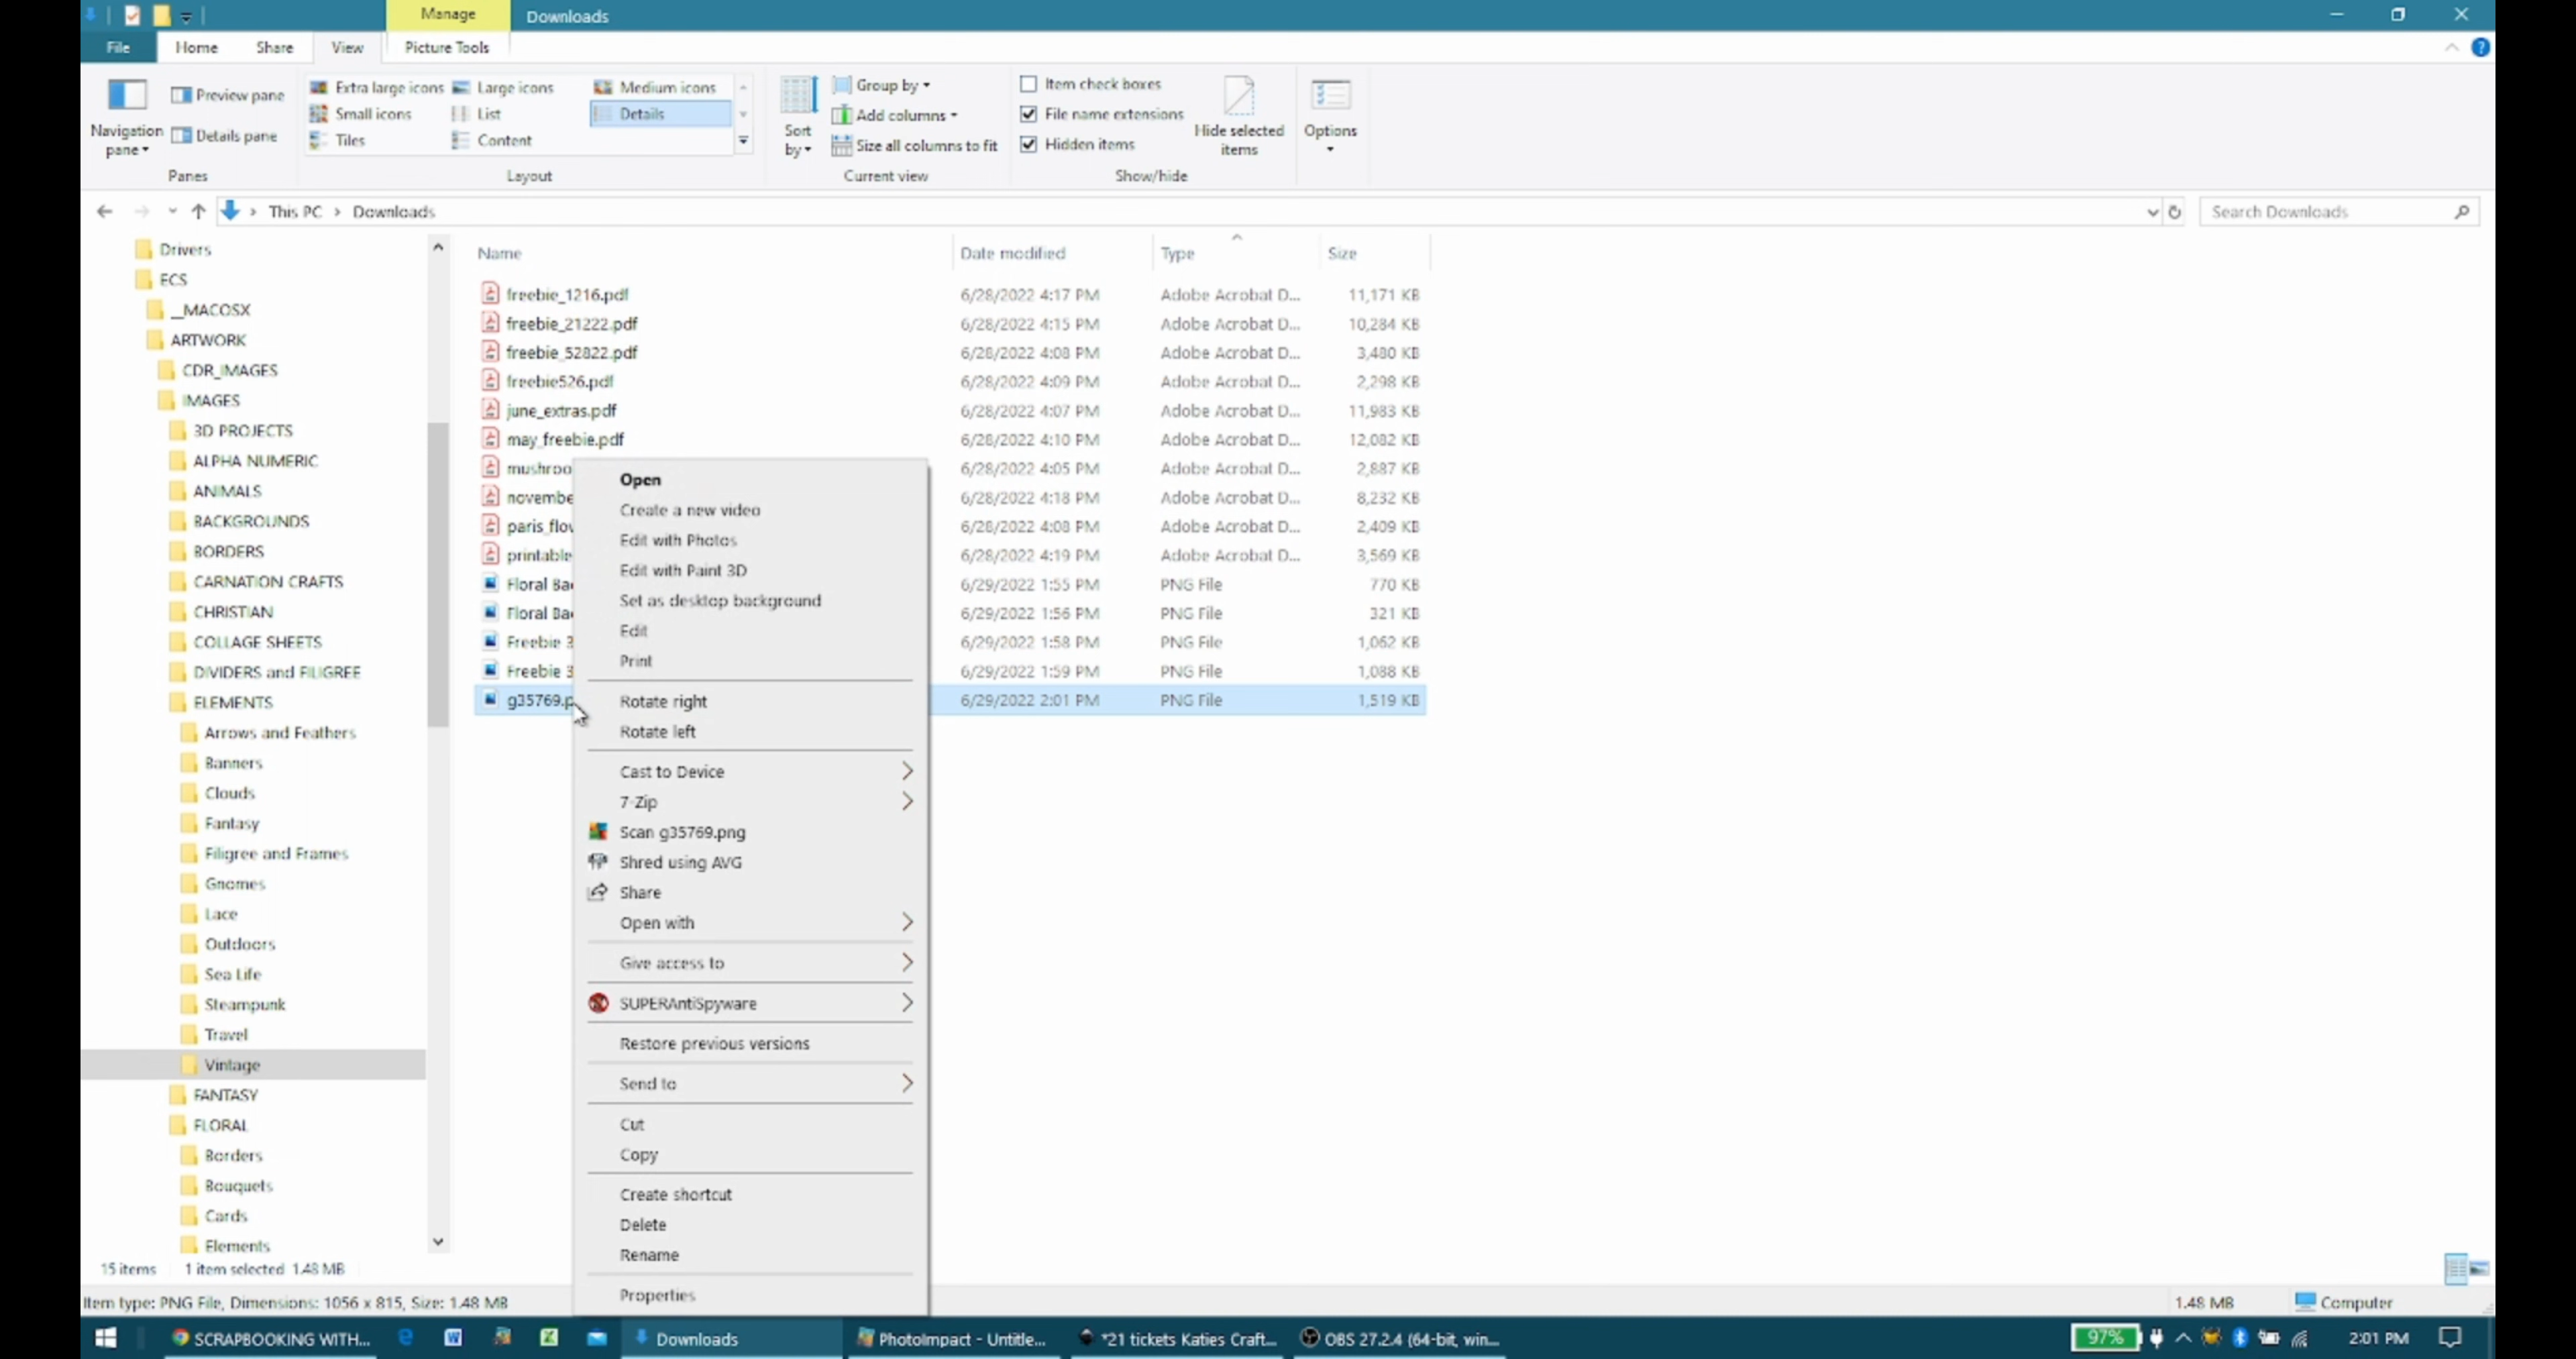 Manage
Downloads
File
Home
Share
View
Picture Tools
Navigation pane
Preview pane
Details pane
Panes
Extra large icons
Large icons
Medium icons
Small icons
List
Details
Tiles
Content
Layout
Sort by
Group by
Add columns
Size all columns to fit
Current view
Item check boxes
File name extensions
Hidden items
Hide selected items
Show/hide
Options
This PC > Downloads
Search Downloads
Drivers
ECS
__MACOSX
ARTWORK
CDR_IMAGES
IMAGES
3D PROJECTS
ALPHA NUMERIC
ANIMALS
BACKGROUNDS
BORDERS
CARNATION CRAFTS
CHRISTIAN
COLLAGE SHEETS
DIVIDERS and FILIGREE
ELEMENTS
Arrows and Feathers
Banners
Clouds
Fantasy
Filigree and Frames
Gnomes
Lace
Outdoors
Sea Life
Steampunk
Travel
Vintage
FANTASY
FLORAL
Borders
Bouquets
Cards
Elements
Name Date modified Type Size
freebie_1216.pdf 6/28/2022 4:17 PM Adobe Acrobat D... 11,171 KB
freebie_21222.pdf 6/28/2022 4:15 PM Adobe Acrobat D... 10,284 KB
freebie_52822.pdf 6/28/2022 4:08 PM Adobe Acrobat D... 3,480 KB
freebie526.pdf 6/28/2022 4:09 PM Adobe Acrobat D... 2,298 KB
june_extras.pdf 6/28/2022 4:07 PM Adobe Acrobat D... 11,983 KB
may_freebie.pdf 6/28/2022 4:10 PM Adobe Acrobat D... 12,082 KB
mushroo 6/28/2022 4:05 PM Adobe Acrobat D... 2,887 KB
novembe 6/28/2022 4:18 PM Adobe Acrobat D... 8,232 KB
paris_flov 6/28/2022 4:08 PM Adobe Acrobat D... 2,409 KB
printable 6/28/2022 4:19 PM Adobe Acrobat D... 3,569 KB
Floral Ba 6/29/2022 1:55 PM PNG File 770 KB
Floral Ba 6/29/2022 1:56 PM PNG File 321 KB
Freebie 3 6/29/2022 1:58 PM PNG File 1,062 KB
Freebie 3 6/29/2022 1:59 PM PNG File 1,088 KB
g35769.p 6/29/2022 2:01 PM PNG File 1,519 KB
Open
Create a new video
Edit with Photos
Edit with Paint 3D
Set as desktop background
Edit
Print
Rotate right
Rotate left
Cast to Device
7-Zip
Scan g35769.png
Shred using AVG
Share
Open with
Give access to
SUPERAntiSpyware
Restore previous versions
Send to
Cut
Copy
Create shortcut
Delete
Rename
Properties
15 items 1 item selected 1.48 MB
Item type: PNG File, Dimensions: 1056 x 815, Size: 1.48 MB
1.48 MB
Computer
SCRAPBOOKING WITH...
Downloads
PhotoImpact - Untitle...
*21 tickets Katies Craft...
OBS 27.2.4 (64-bit, win...
97%
2:01 PM